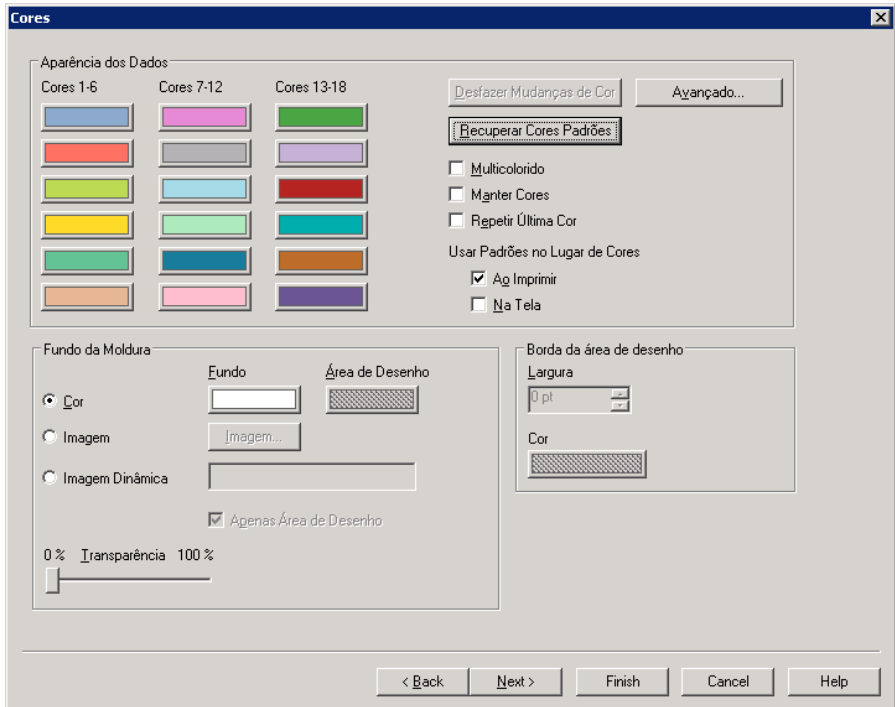 Cores
Aparência dos Dados
Cores 1-6 Cores 7-12 Cores 13-18
Desfazer Mudanças de Cor Avançado...
Recuperar Cores Padrões
Multicolorido
Manter Cores
Repetir Última Cor
Usar Padrões no Lugar de Cores
Ao Imprimir
Na Tela
Fundo da Moldura
Fundo Área de Desenho
Cor
Imagem Imagem...
Imagem Dinâmica
Apenas Área de Desenho
0 % Transparência 100 %
Borda da área de desenho
Largura
0 pt
Cor
< Back Next > Finish Cancel Help